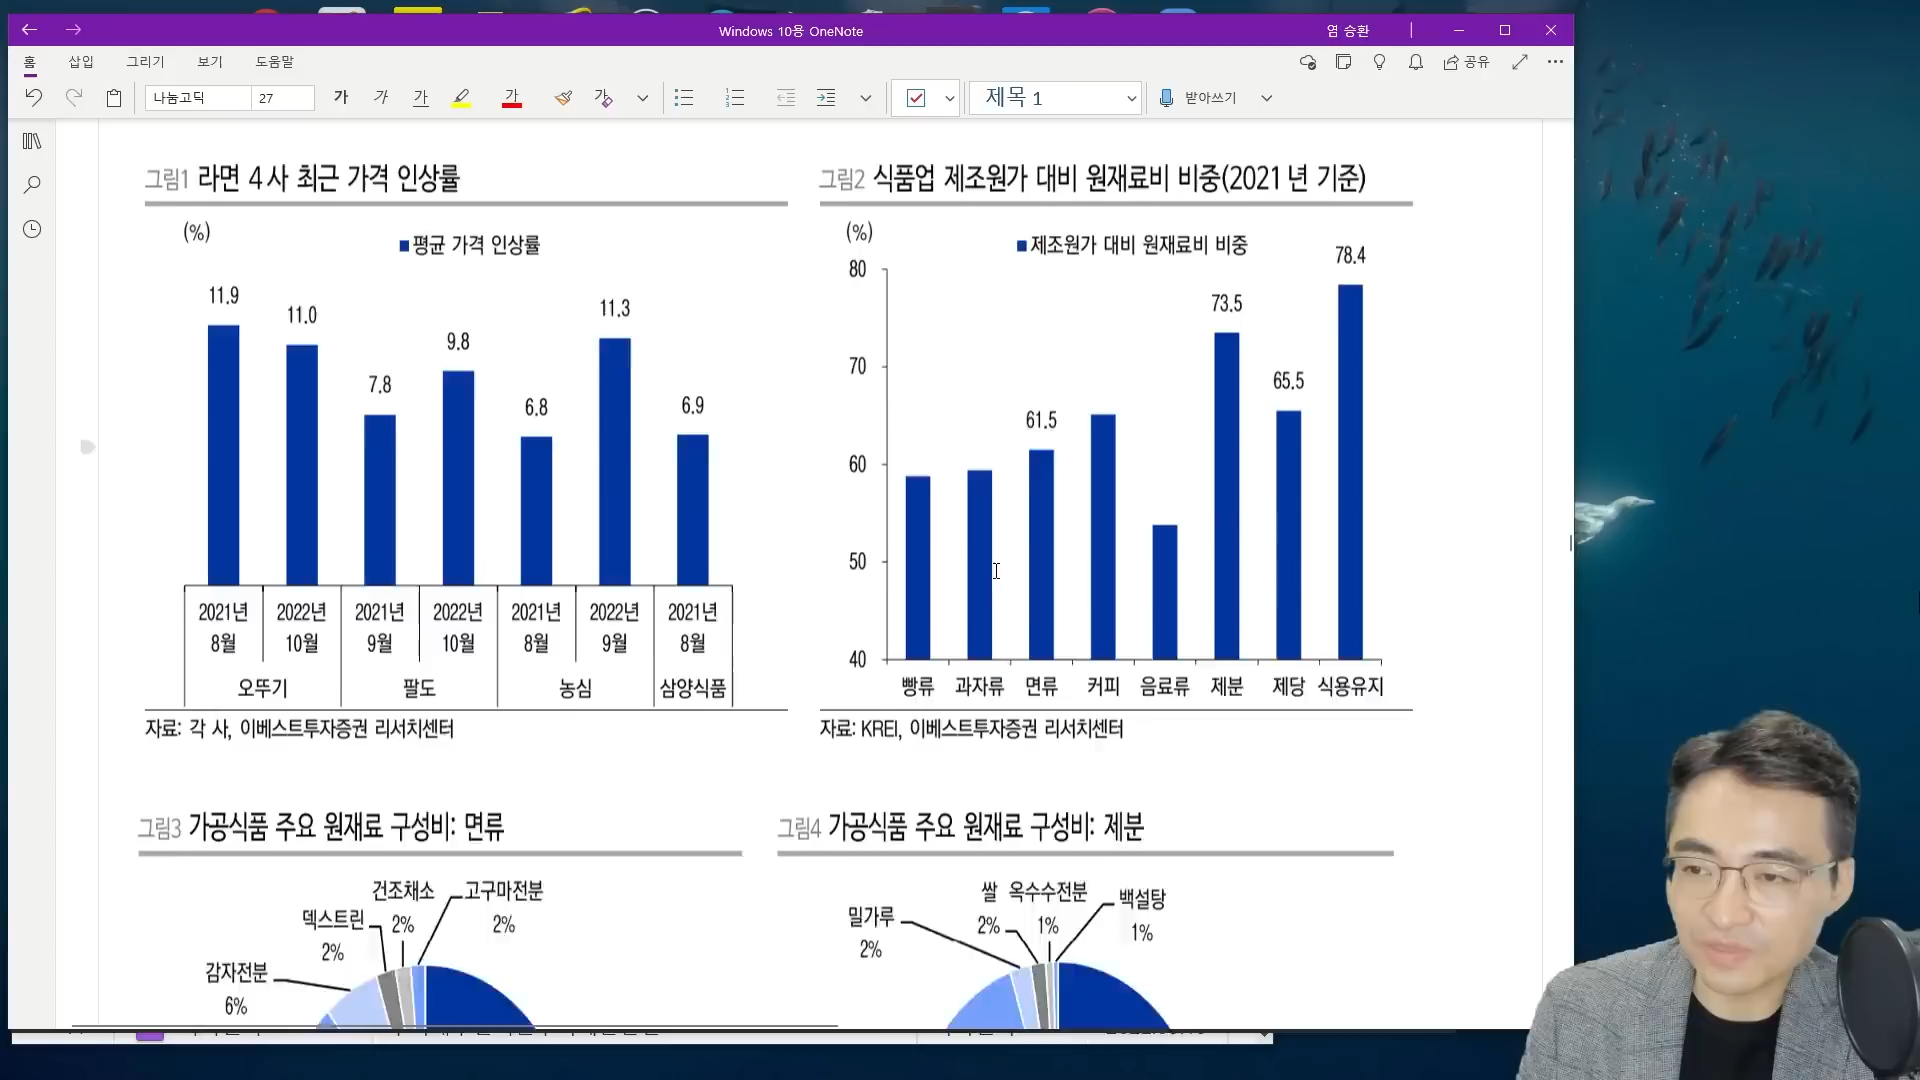 Windows 10용 OneNote
염 승환
홈 삽입 그리기 보기 도움말
공유
나눔고딕 27 가 가 가 가 제목 1 받아쓰기
그림1 라면 4사 최근 가격 인상률
(%)
■평균 가격 인상률
11.9 11.0 7.8 9.8 6.8 11.3 6.9
2021년 2022년 2021년 2022년 2021년 2022년 2021년
8월 10월 9월 10월 8월 9월 8월
오뚜기 팔도 농심 삼양식품
자료: 각 사, 이베스트투자증권 리서치센터
그림2 식품업 제조원가 대비 원재료비 비중(2021년 기준)
(%)
■제조원가 대비 원재료비 비중
80
70
60
50
40
61.5 73.5 65.5 78.4
빵류 과자류 면류 커피 음료류 제분 제당 식용유지
자료: KREI, 이베스트투자증권 리서치센터
그림3 가공식품 주요 원재료 구성비: 면류
건조채소
2%
고구마전분
2%
덱스트린
2%
감자전분
6%
그림4 가공식품 주요 원재료 구성비: 제분
쌀
2%
옥수수전분
1%
백설탕
1%
밀가루
2%